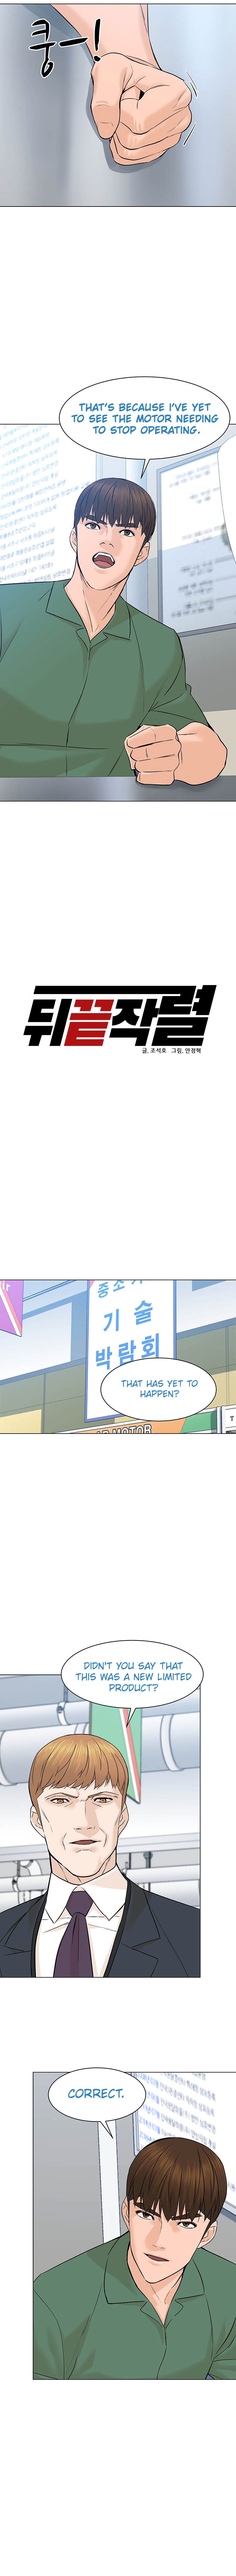 쿵ㅡ!
THAT'S BECAUSE I'VE YET
TO SEE THE MOTOR NEEDING
TO STOP OPERATING.
뒤끝작렬
글. 조석호 그림. 안정혁
중소기
기술
박람회
THAT HAS YET TO
HAPPEN?
MOTOR
DIDN'T YOU SAY THAT
THIS WAS A NEW LIMITED
PRODUCT?
CORRECT.